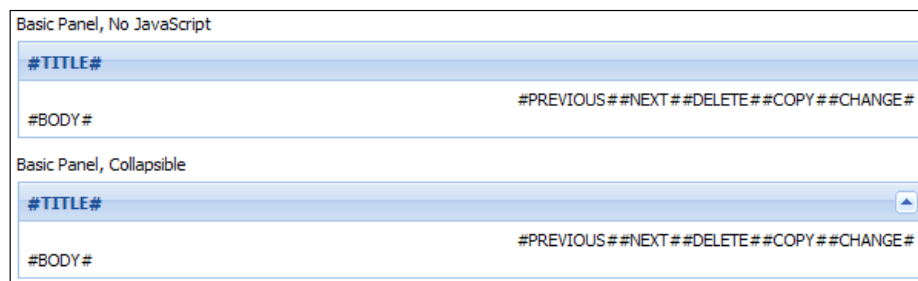 Basic Panel, No JavaScript
#TITLE#
#PREVIOUS##NEXT##DELETE##COPY##CHANGE#
#BODY#
Basic Panel, Collapsible
#TITLE#
#PREVIOUS##NEXT##DELETE##COPY##CHANGE#
#BODY#